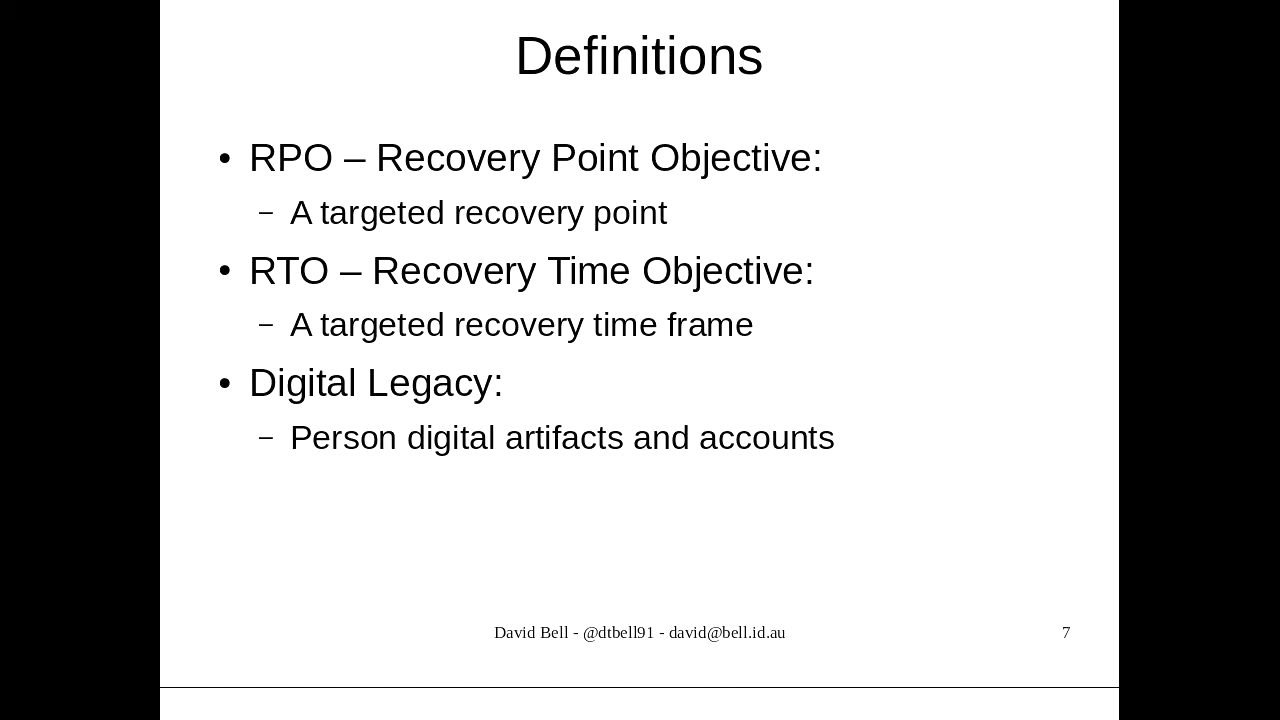 Definitions
• RPO – Recovery Point Objective:
– A targeted recovery point
• RTO – Recovery Time Objective:
– A targeted recovery time frame
• Digital Legacy:
– Person digital artifacts and accounts
David Bell - @dtbell91 - david@bell.id.au
7